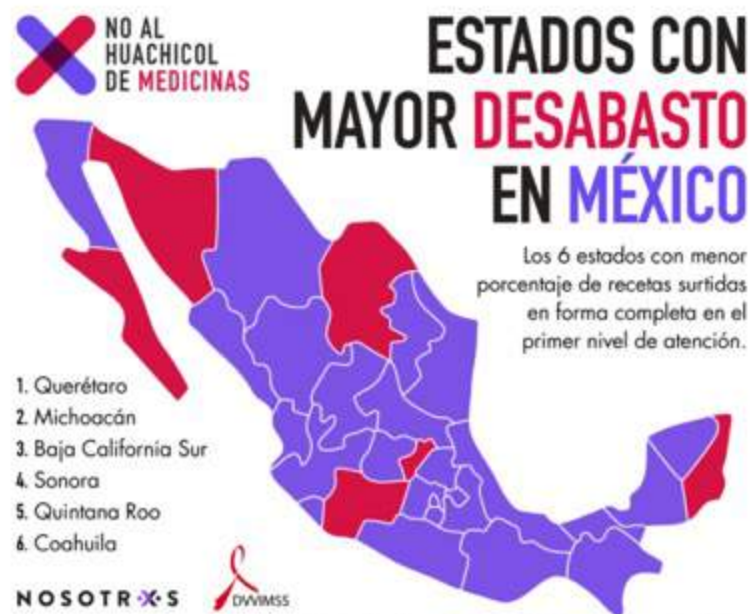 NO AL
HUACHICOL
DE MEDICINAS
ESTADOS CON
MAYOR DESABASTO
EN MÉXICO
Los 6 estados con menor
porcentaje de recetas surtidas
en forma completa en el
primer nivel de atención.
1. Querétaro
2. Michoacán
3. Baja California Sur
4. Sonora
5. Quintana Roo
6. Coahuila
NOSOTRXS
DVVIMSS